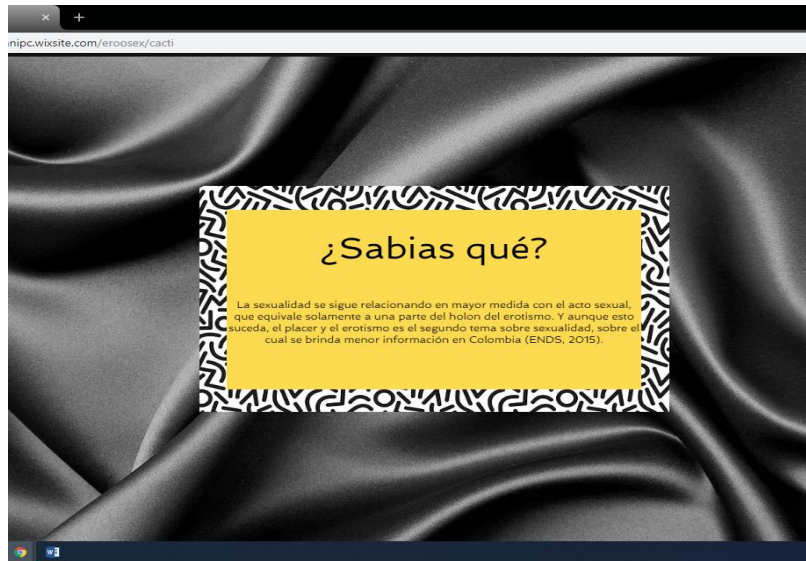 nipc.wixsite.com/eroosex/cacti
¿Sabias qué?
La sexualidad se sigue relacionando en mayor medida con el acto sexual,
que equivale solamente a una parte del holon del erotismo. Y aunque esto
suceda, el placer y el erotismo es el segundo tema sobre sexualidad, sobre el
cual se brinda menor información en Colombia (ENDS, 2015).